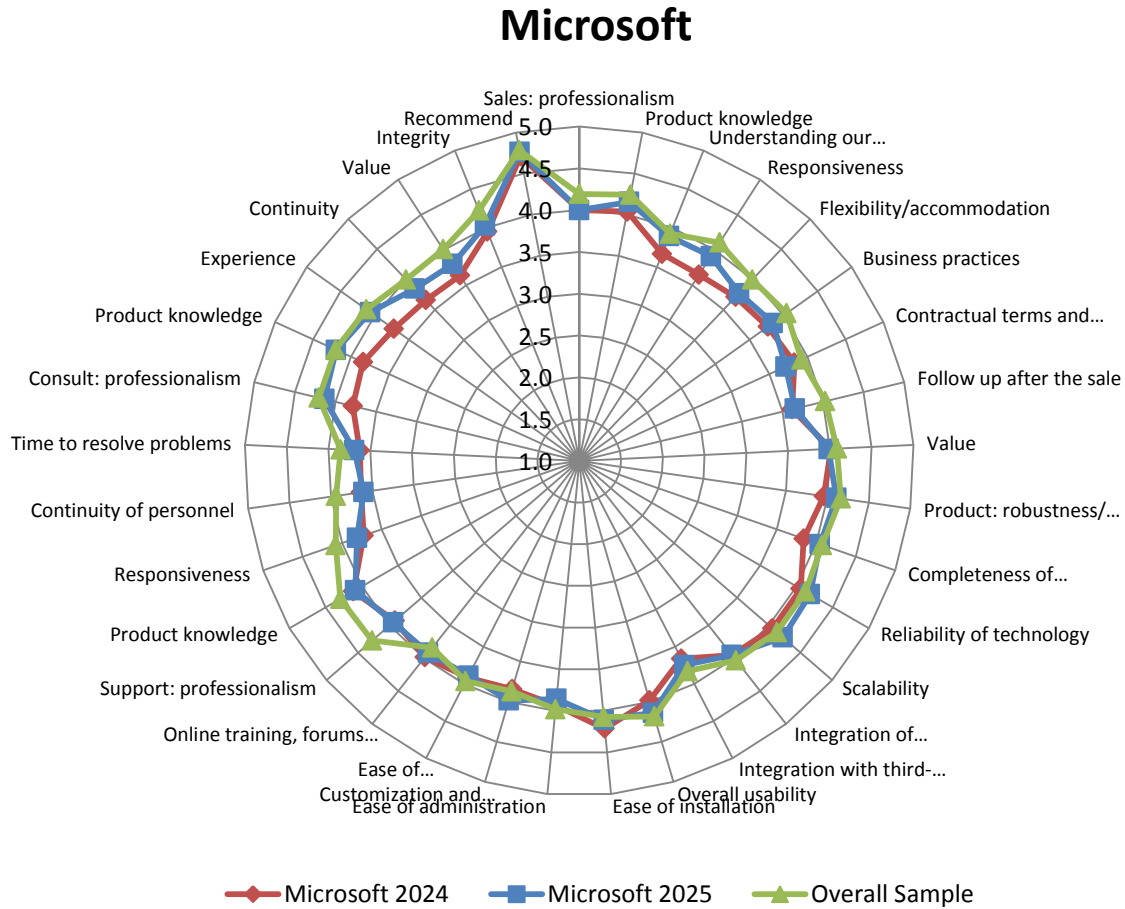 Microsoft
Sales: professionalism
Product knowledge
Understanding our...
Responsiveness
Flexibility/accommodation
Business practices
Contractual terms and...
Follow up after the sale
Value
Product: robustness/...
Completeness of...
Reliability of technology
Scalability
Integration of...
Integration with third-...
Overall usability
Ease of installation
Ease of administration
Customization and...
Ease of...
Online training, forums...
Support: professionalism
Product knowledge
Responsiveness
Continuity of personnel
Time to resolve problems
Consult: professionalism
Product knowledge
Experience
Continuity
Value
Integrity
Recommend
5.0
4.5
4.0
3.5
3.0
2.5
2.0
1.5
1.0
Microsoft 2024 Microsoft 2025 Overall Sample